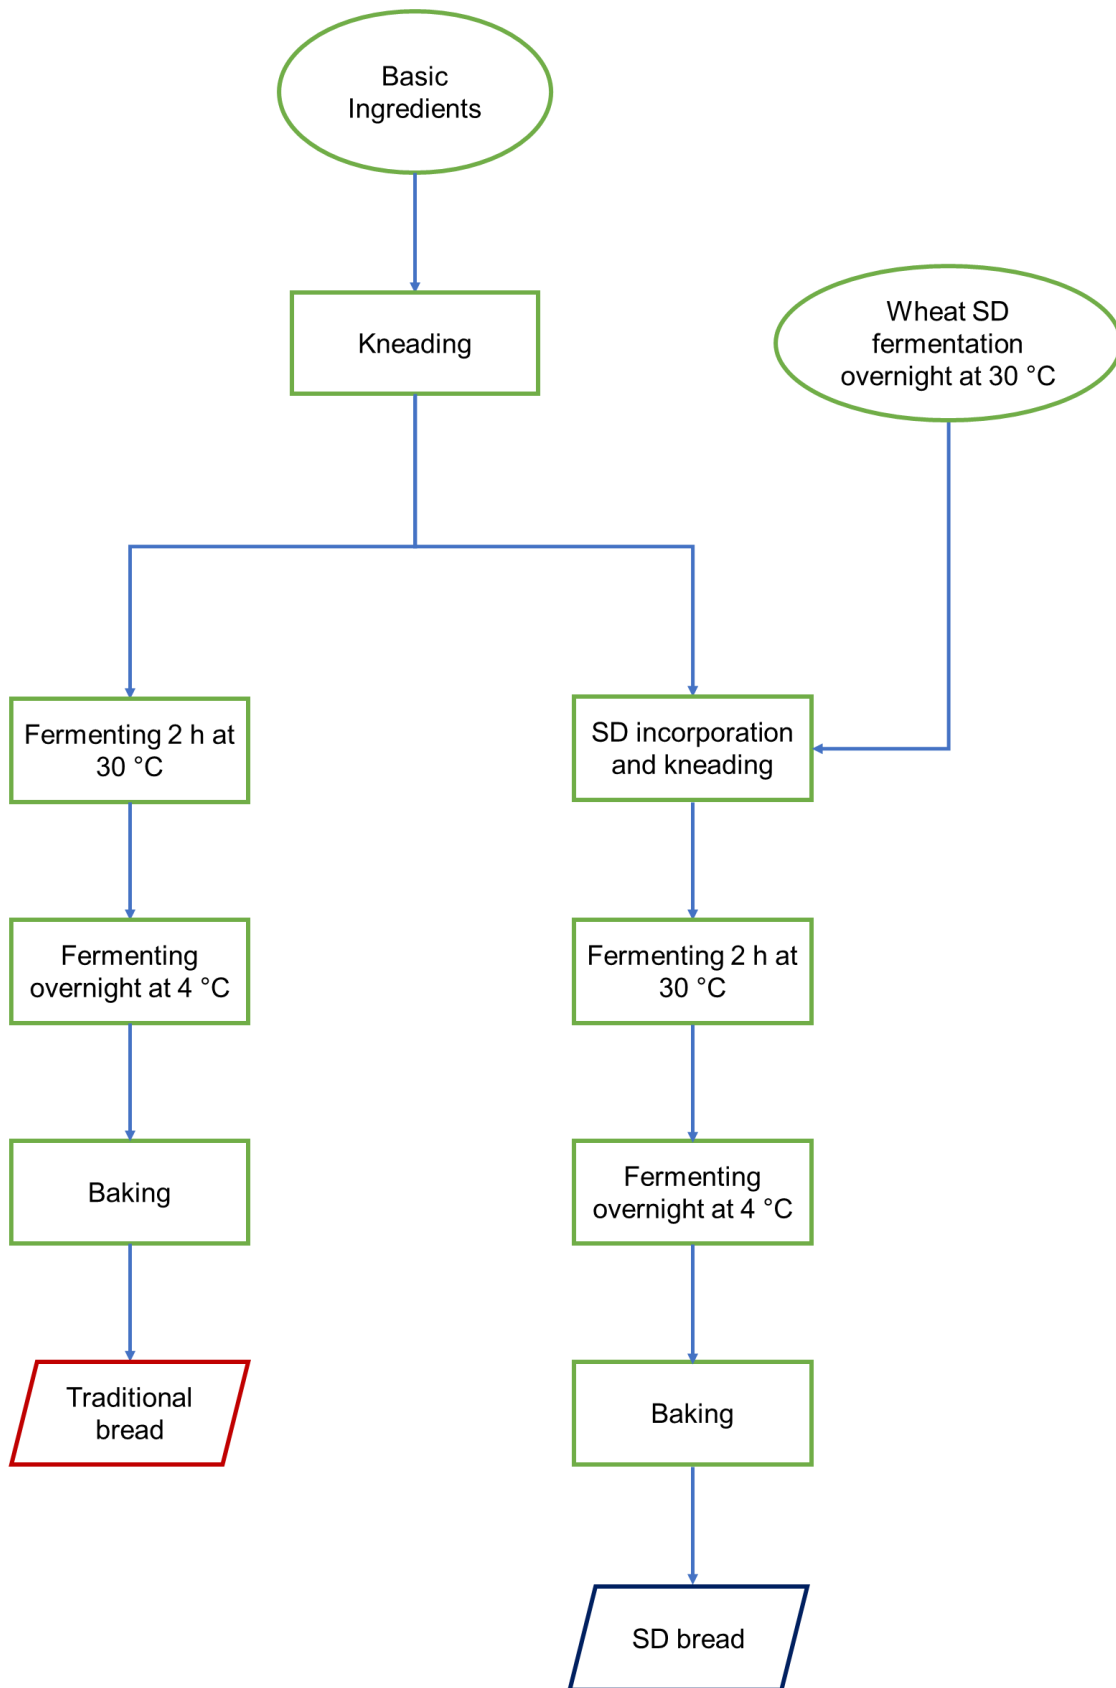 Basic
Ingredients
Kneading
Wheat SD
fermentation
overnight at 30 °C
Fermenting 2 h at
30 °C
SD incorporation
and kneading
Fermenting
overnight at 4 °C
Fermenting 2 h at
30 °C
Baking
Fermenting
overnight at 4 °C
Traditional
bread
Baking
SD bread